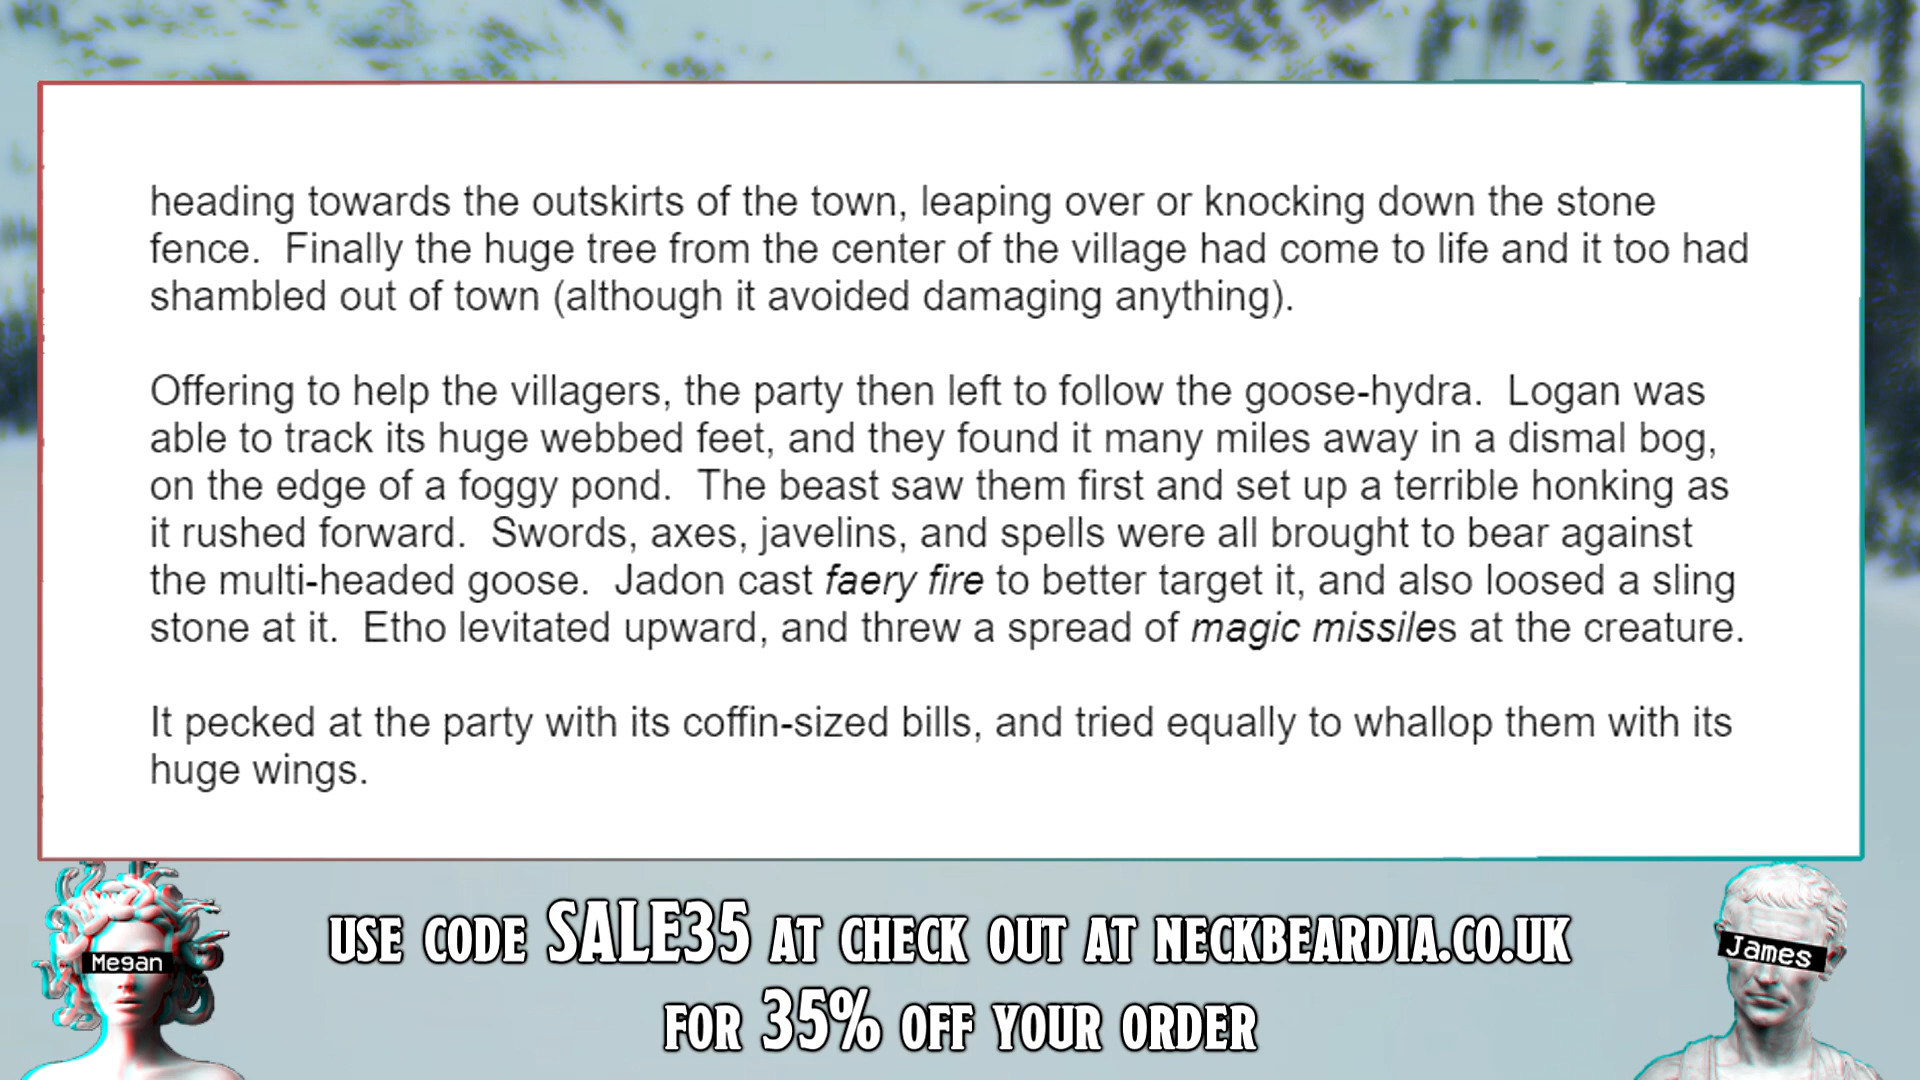 heading towards the outskirts of the town, leaping over or knocking down the stone
fence.  Finally the huge tree from the center of the village had come to life and it too had
shambled out of town (although it avoided damaging anything).
Offering to help the villagers, the party then left to follow the goose-hydra.  Logan was
able to track its huge webbed feet, and they found it many miles away in a dismal bog,
on the edge of a foggy pond.  The beast saw them first and set up a terrible honking as
it rushed forward.  Swords, axes, javelins, and spells were all brought to bear against
the multi-headed goose.  Jadon cast faery fire to better target it, and also loosed a sling
stone at it.  Etho levitated upward, and threw a spread of magic missiles at the creature.
It pecked at the party with its coffin-sized bills, and tried equally to whallop them with its
huge wings.
Megan
James
USE CODE SALE35 AT CHECK OUT AT NECKBEARDIA.CO.UK
FOR 35% OFF YOUR ORDER